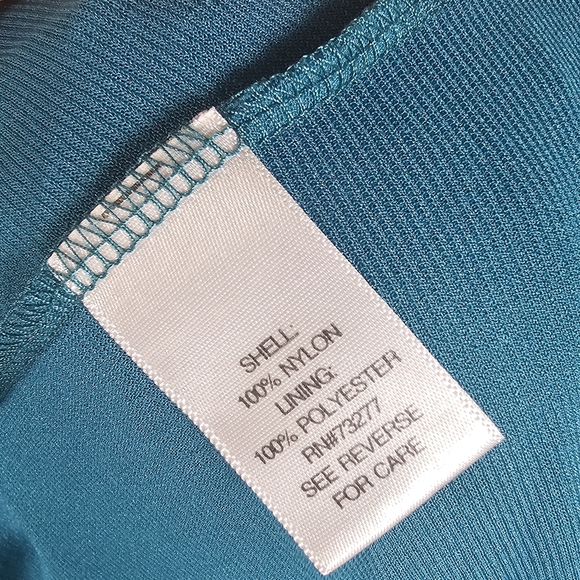 SHELL:
100% NYLON
LINING:
100% POLYESTER
RN#73277
SEE REVERSE
FOR CARE